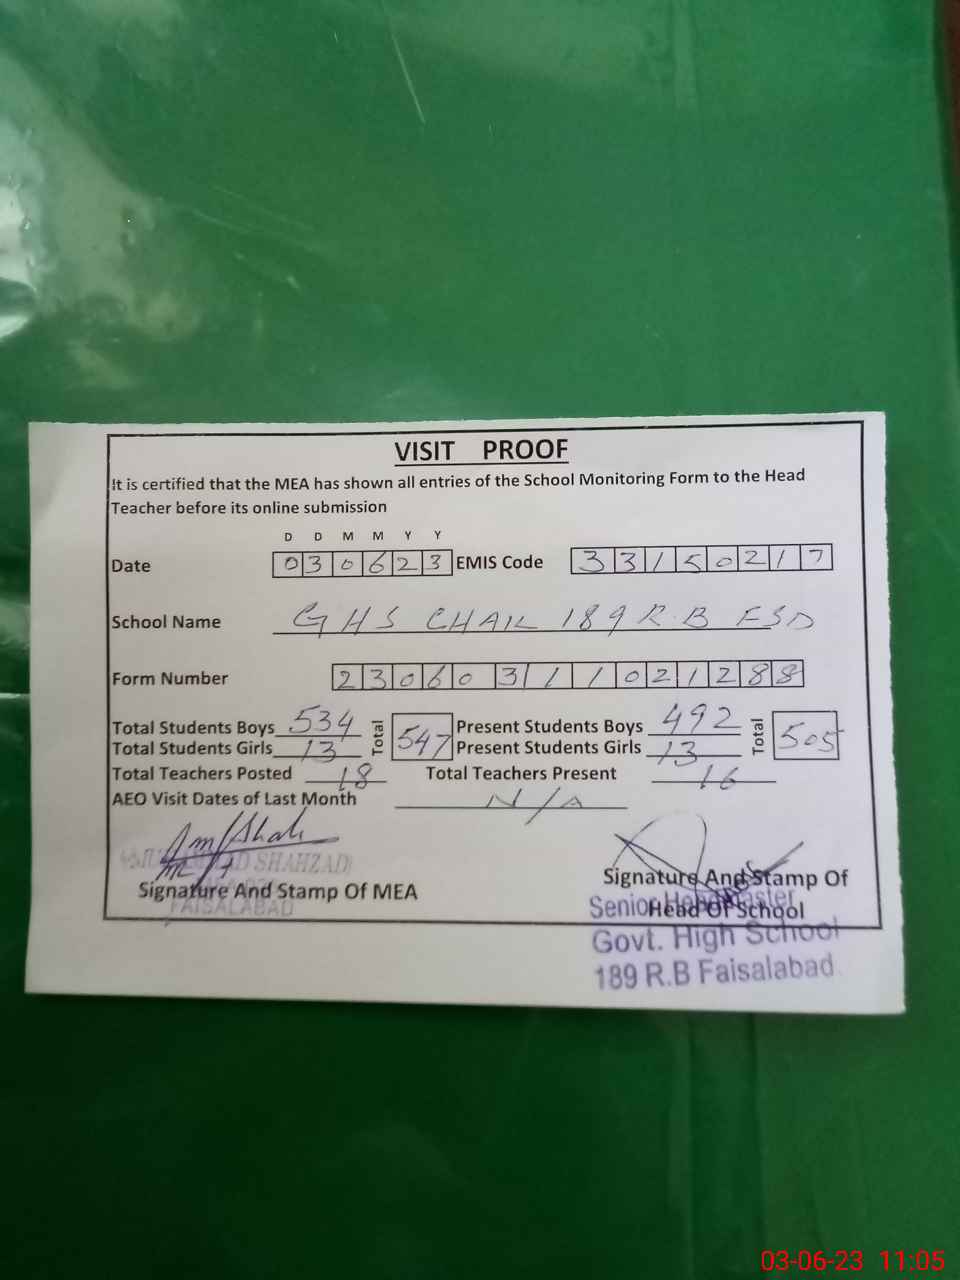 VISIT PROOF
It is certified that the MEA has shown all entries of the School Monitoring Form to the Head
Teacher before its online submission
D D M M Y Y
Date 030623 EMIS Code 33150217
School Name GHS CHAK 189 R.B FSD
Form Number 230603111021288
Total Students Boys 534 Total 547 Present Students Boys 492 Total 505
Total Students Girls 13 Present Students Girls 13
Total Teachers Posted 18 Total Teachers Present 16
AEO Visit Dates of Last Month N/A
SHAHZAD)
Signature And Stamp Of MEA
FAISALABAD
Signature And Stamp Of
Head Of School
Senior Headmaster
Govt. High School
189 R.B Faisalabad.
03-06-23 11:05